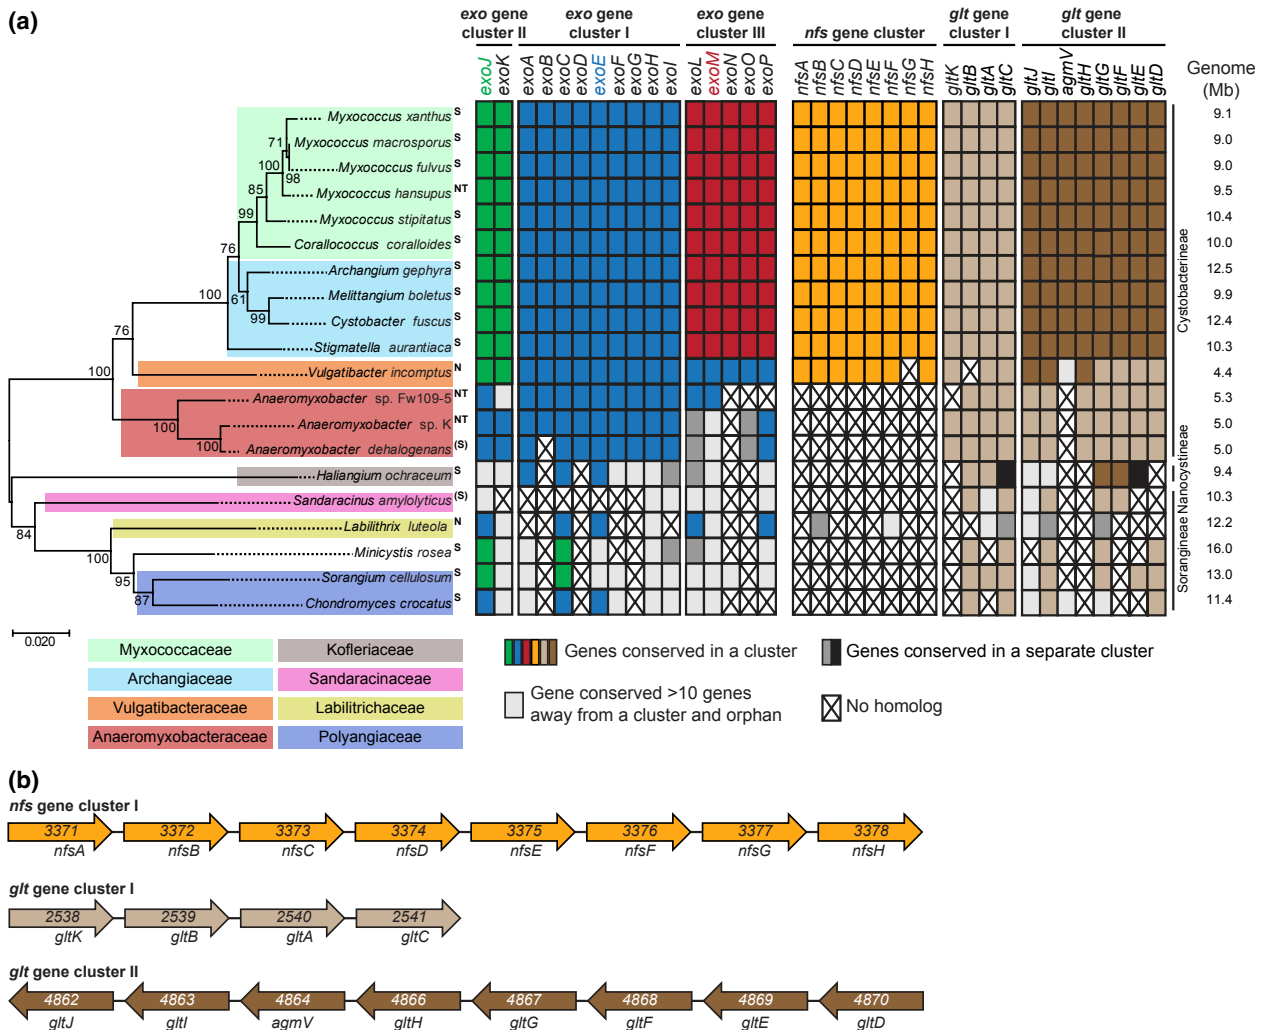 (a)
exo gene cluster II
exo gene cluster I
exo gene cluster III
nfs gene cluster
glt gene cluster I
glt gene cluster II
exoJ exoK exoA exoB exoC exoD exoE exoF exoG exoH exoI exoL exoM exoN exoO exoP nfsA nfsB nfsC nfsD nfsE nfsF nfsG nfsH gltK gltB gltA gltC gltJ gltI agmV gltH gltG gltF gltE gltD
Genome (Mb)
Myxococcus xanthus S 9.1
71 Myxococcus macrosporus S 9.0
100 Myxococcus fulvus S 9.0
98
85 Myxococcus hansupus NT 9.5
99 Myxococcus stipitatus S 10.4
76 Corallococcus coralloides S 10.0
Archangium gephyra S 12.5
100 61 Melittangium boletus S 9.9
99 Cystobacter fuscus S 12.4
76 Stigmatella aurantiaca S 10.3
100 Vulgatibacter incomptus N 4.4
Anaeromyxobacter sp. Fw109-5 NT 5.3
100 Anaeromyxobacter sp. K NT 5.0
100 Anaeromyxobacter dehalogenans (S) 5.0
Haliangium ochraceum S 9.4
Sandaracinus amylolyticus (S) 10.3
84 Labilithrix luteola N 12.2
100 Minicystis rosea S 16.0
95 Sorangium cellulosum S 13.0
87 Chondromyces crocatus S 11.4
Cystobacterineae
Nanocystineae
Sorangineae
0.020
Myxococcaceae
Kofleriaceae
Archangiaceae
Sandaracinaceae
Vulgatibacteraceae
Labilitrichaceae
Anaeromyxobacteraceae
Polyangiaceae
Genes conserved in a cluster
Genes conserved in a separate cluster
Gene conserved >10 genes
away from a cluster and orphan
No homolog
(b)
nfs gene cluster I
3371 3372 3373 3374 3375 3376 3377 3378
nfsA nfsB nfsC nfsD nfsE nfsF nfsG nfsH
glt gene cluster I
2538 2539 2540 2541
gltK gltB gltA gltC
glt gene cluster II
4862 4863 4864 4866 4867 4868 4869 4870
gltJ gltI agmV gltH gltG gltF gltE gltD